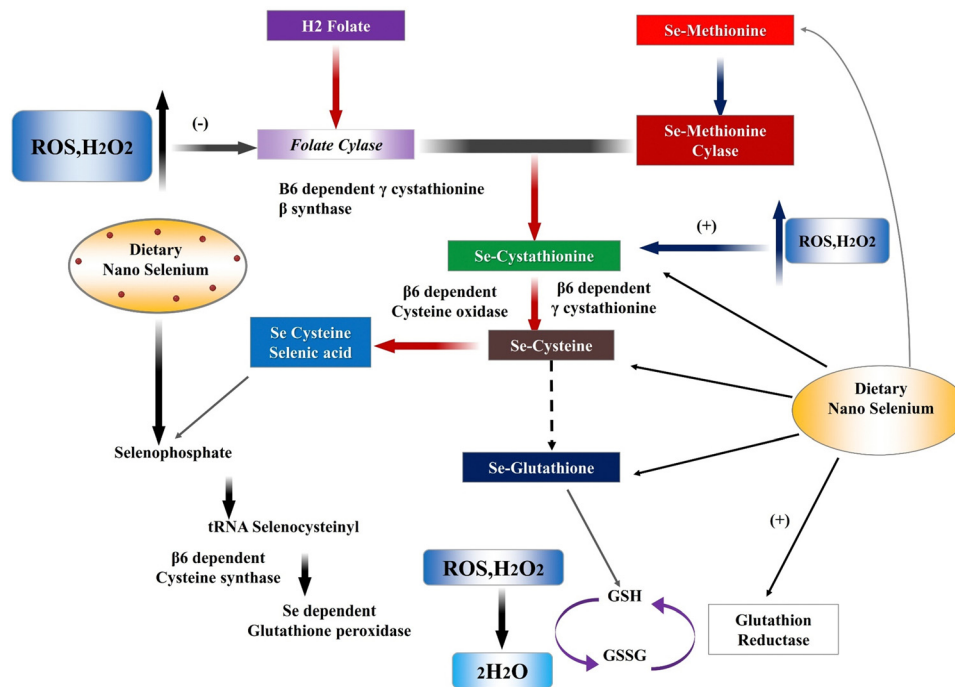 H2 Folate
Se-Methionine
ROS,H2O2
(-)
Folate Cylase
Se-Methionine
Cylase
B6 dependent γ cystathionine
β synthase
(+)
ROS,H2O2
Dietary
Nano Selenium
Se-Cystathionine
β6 dependent
Cysteine oxidase
β6 dependent
γ cystathionine
Se Cysteine
Selenic acid
Se-Cysteine
Dietary
Nano Selenium
Selenophosphate
Se-Glutathione
tRNA Selenocysteinyl
(+)
β6 dependent
Cysteine synthase
ROS,H2O2
Se dependent
Glutathione peroxidase
GSH
Glutathion
Reductase
GSSG
2H2O